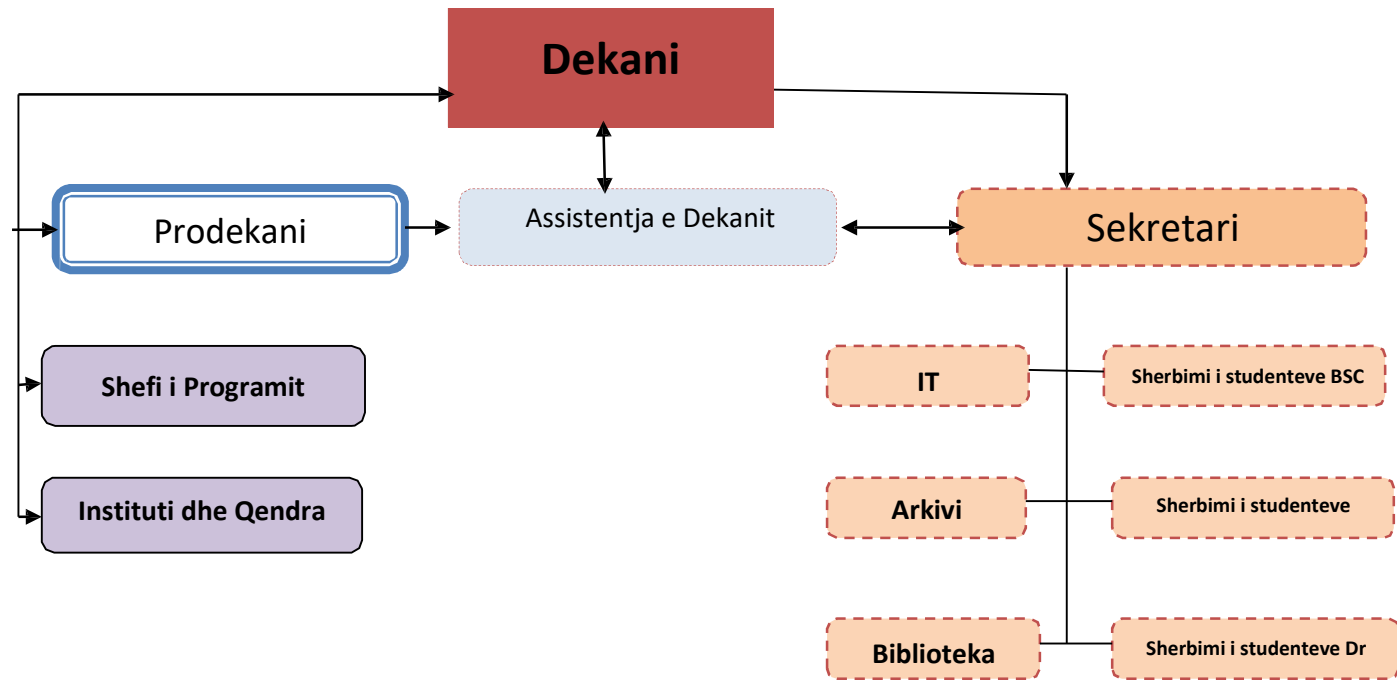 Dekani
Prodekani
Assistentja e Dekanit
Sekretari
Shefi i Programit
IT
Sherbimi i studenteve BSC
Instituti dhe Qendra
Arkivi
Sherbimi i studenteve
Biblioteka
Sherbimi i studenteve Dr